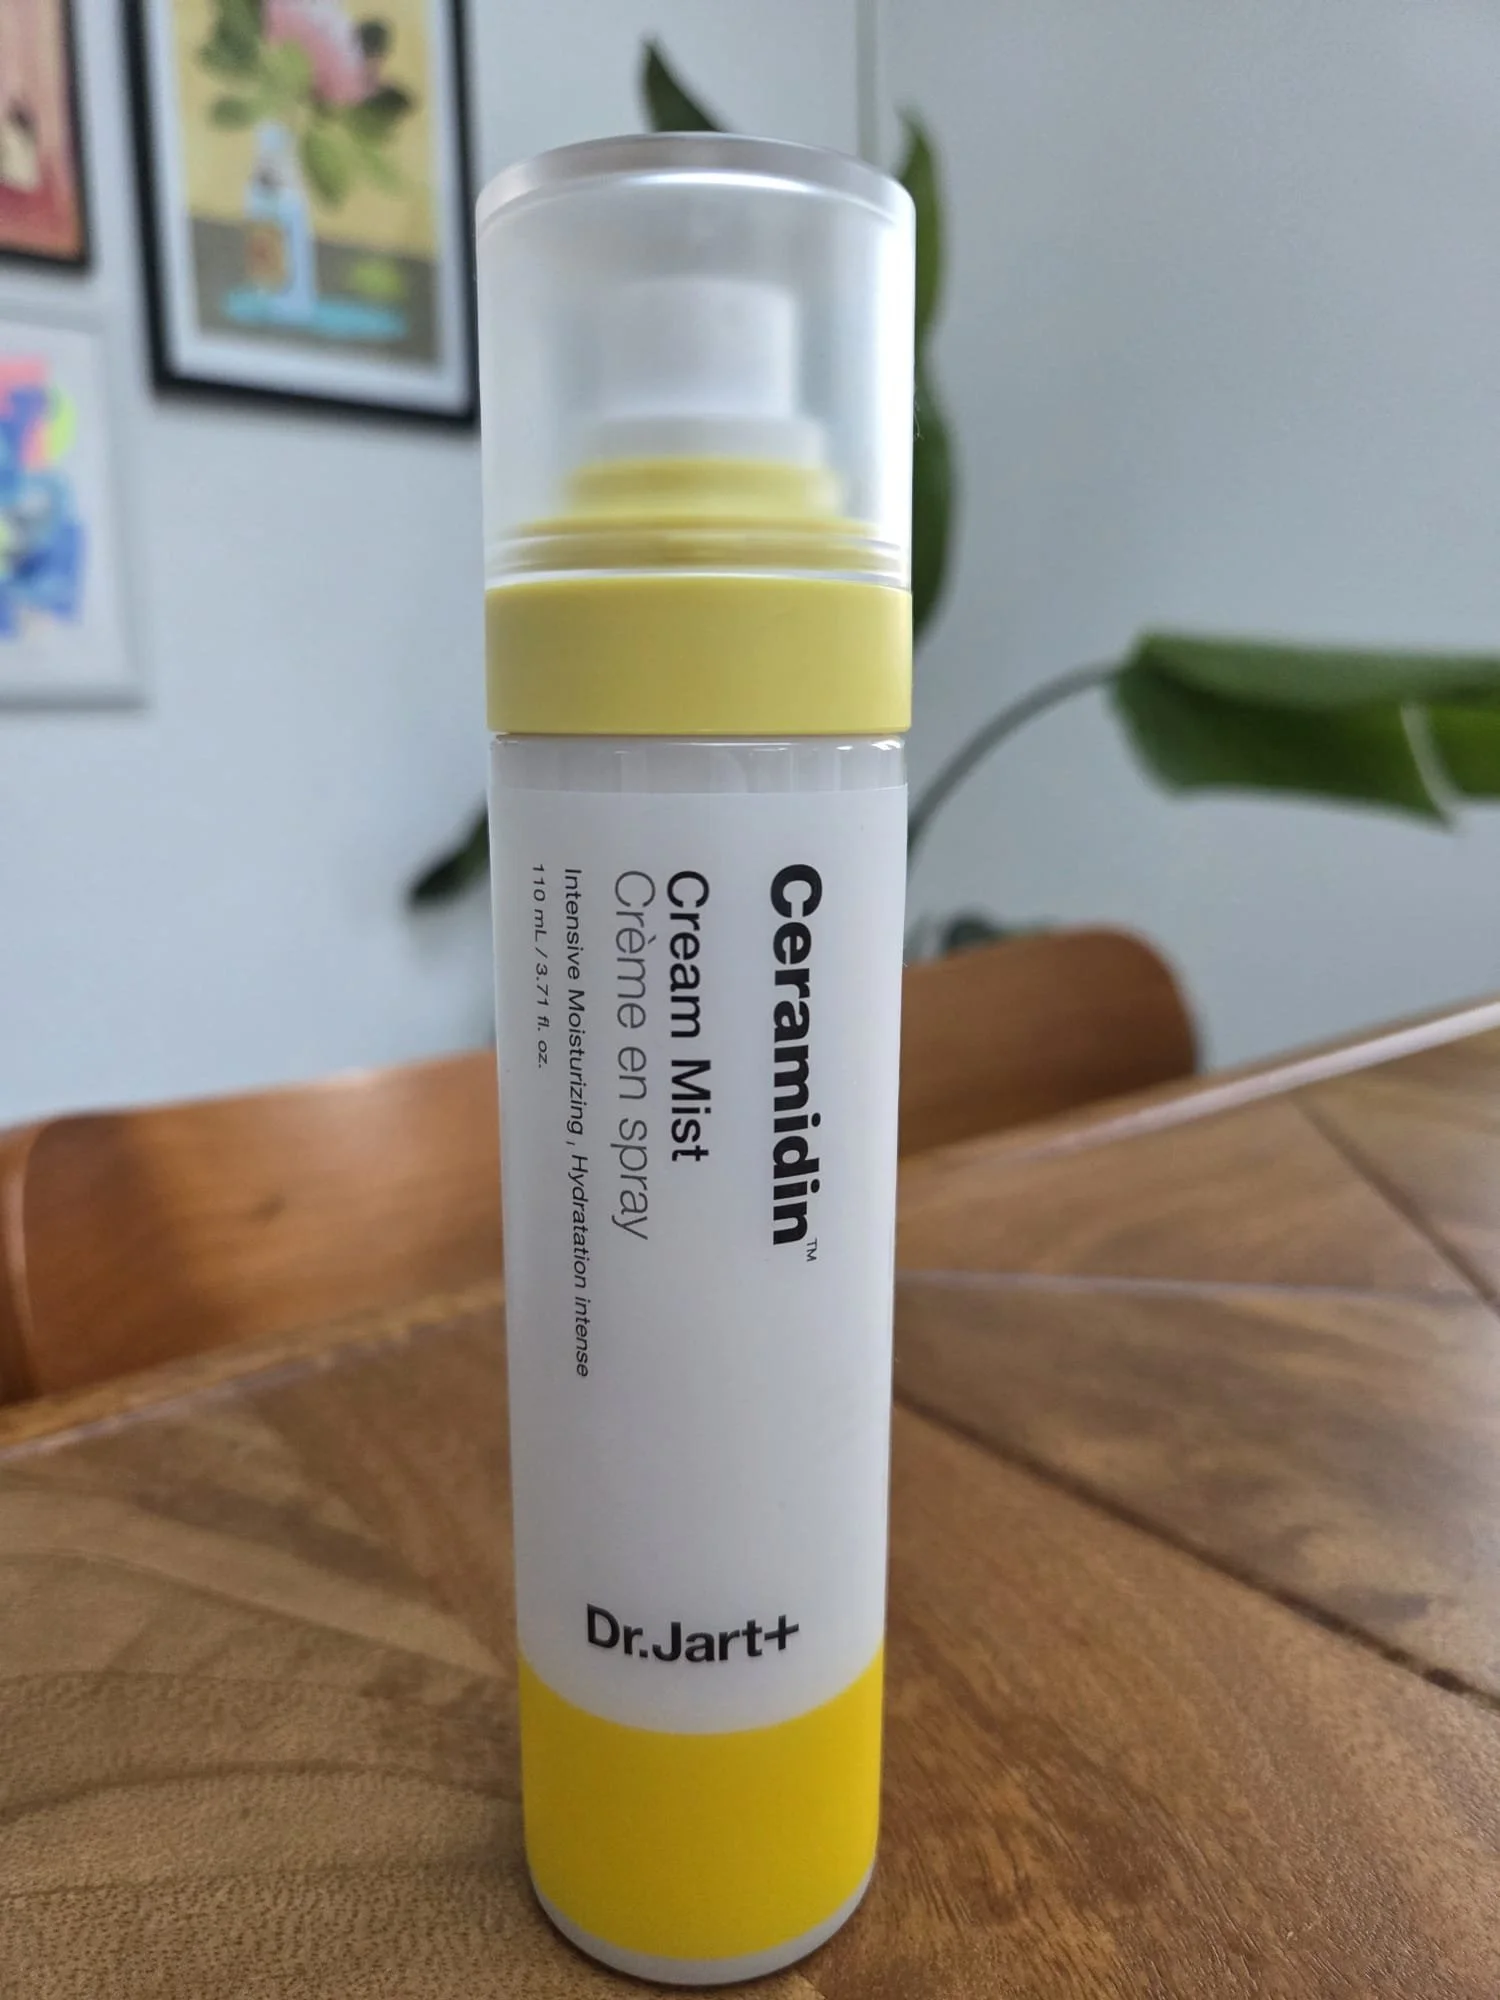 Ceramidin™
Cream Mist
Crème en spray
Intensive Moisturizing , Hydratation intense
110 mL / 3.71 fl. oz.
Dr.Jart+